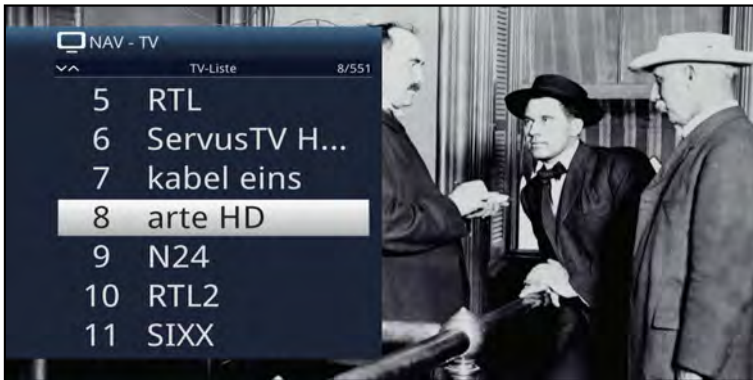 NAV - TV
TV-Liste 8/551
5 RTL
6 ServusTV H...
7 kabel eins
8 arte HD
9 N24
10 RTL2
11 SIXX